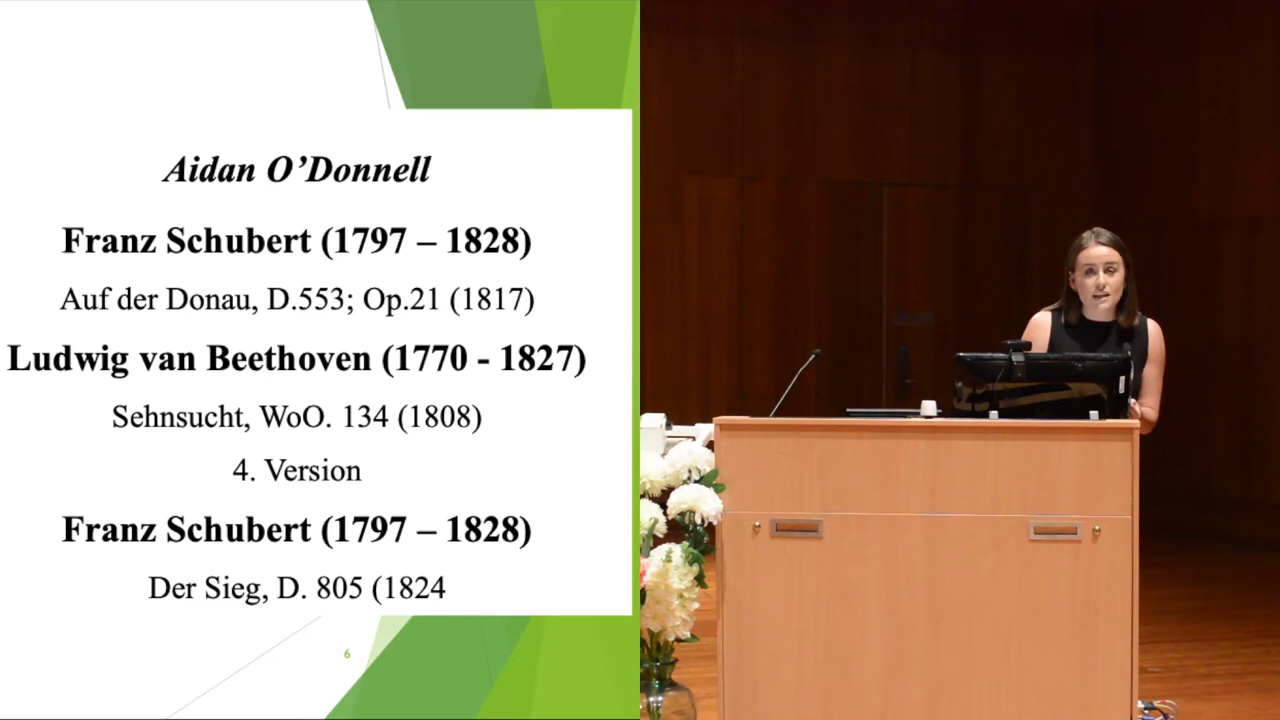 Aidan O’Donnell
Franz Schubert (1797 – 1828)
Auf der Donau, D.553; Op.21 (1817)
Ludwig van Beethoven (1770 - 1827)
Sehnsucht, WoO. 134 (1808)
4. Version
Franz Schubert (1797 – 1828)
Der Sieg, D. 805 (1824
6